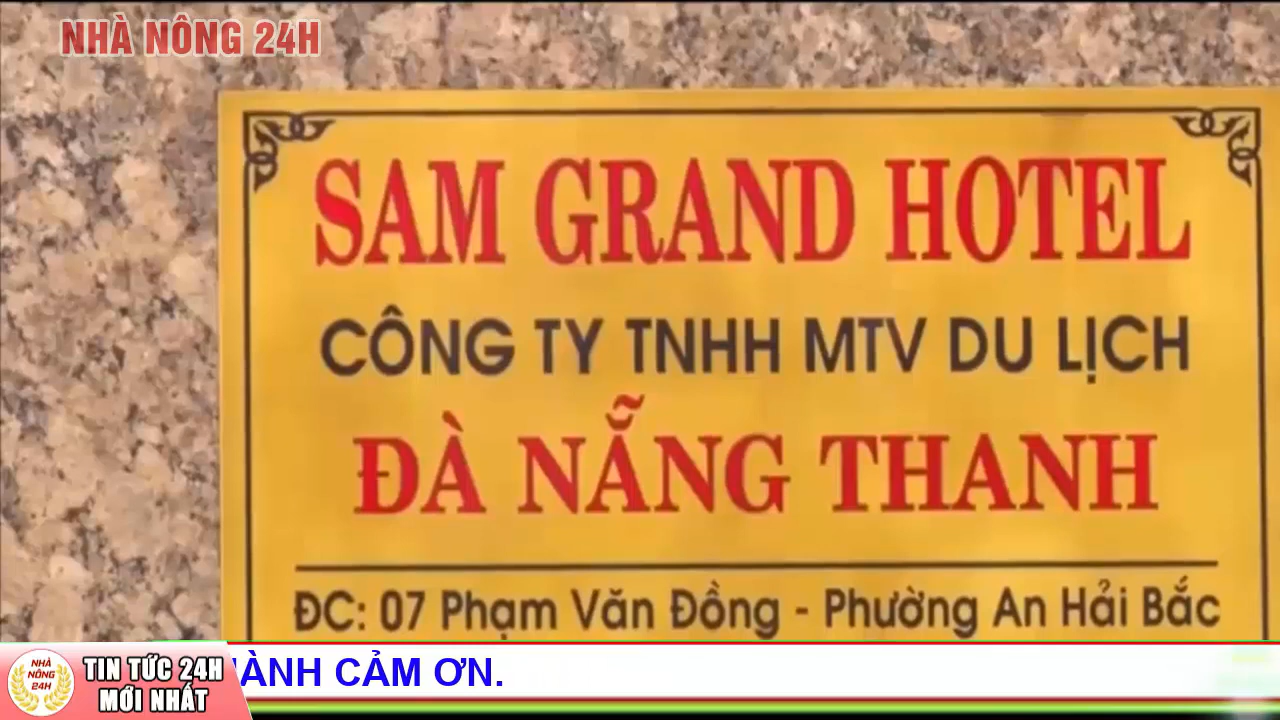 NHÀ NÔNG 24H
SAM GRAND HOTEL
CÔNG TY TNHH MTV DU LỊCH
ĐÀ NẴNG THANH
ĐC: 07 Phạm Văn Đồng - Phường An Hải Bắc
NHÀ
NÔNG
24H
TIN TỨC 24H
MỚI NHẤT
CẢM ƠN.